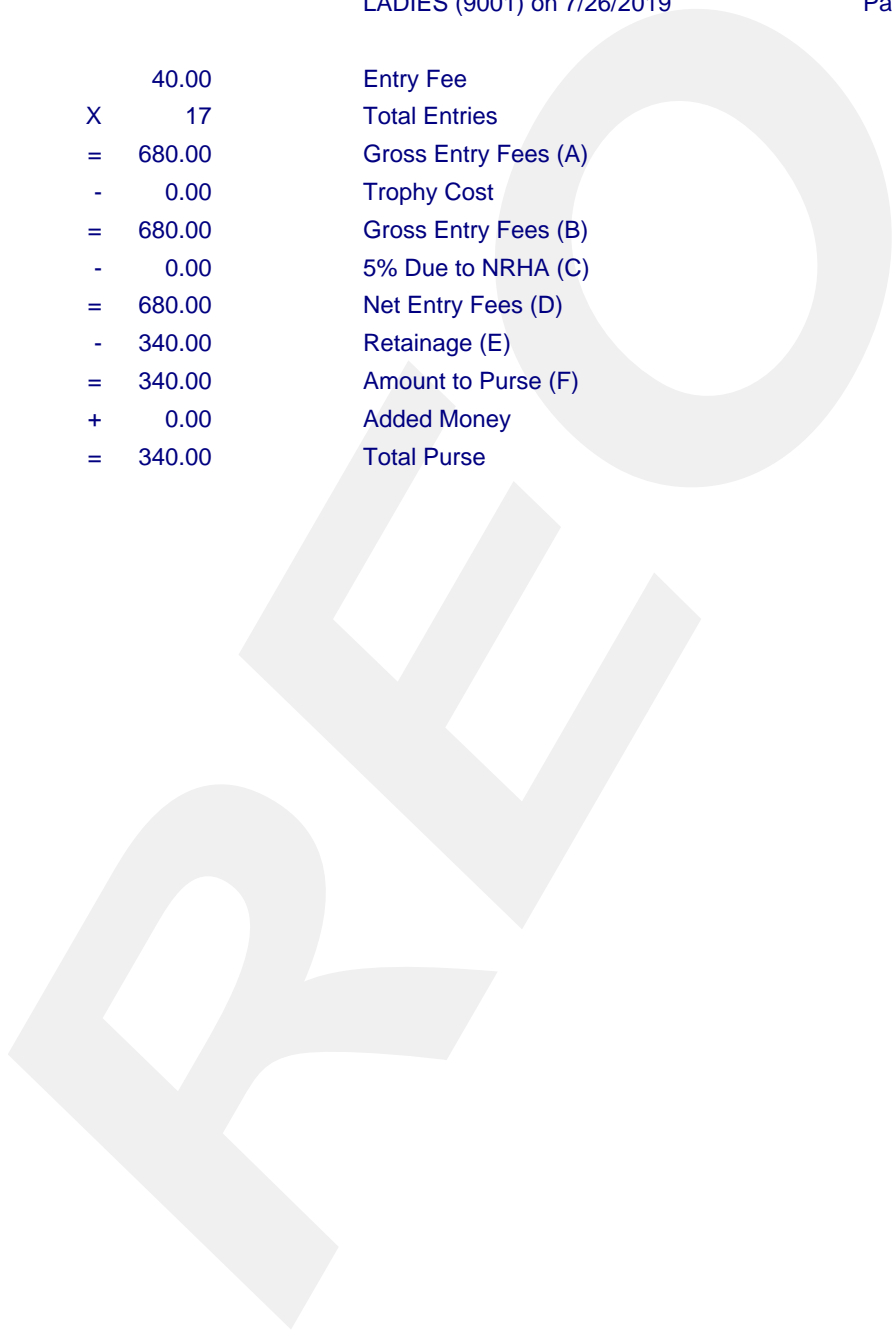 LADIES (9001) on 7/26/2019 Pa
40.00 Entry Fee
X 17 Total Entries
= 680.00 Gross Entry Fees (A)
- 0.00 Trophy Cost
= 680.00 Gross Entry Fees (B)
- 0.00 5% Due to NRHA (C)
= 680.00 Net Entry Fees (D)
- 340.00 Retainage (E)
= 340.00 Amount to Purse (F)
+ 0.00 Added Money
= 340.00 Total Purse
REO